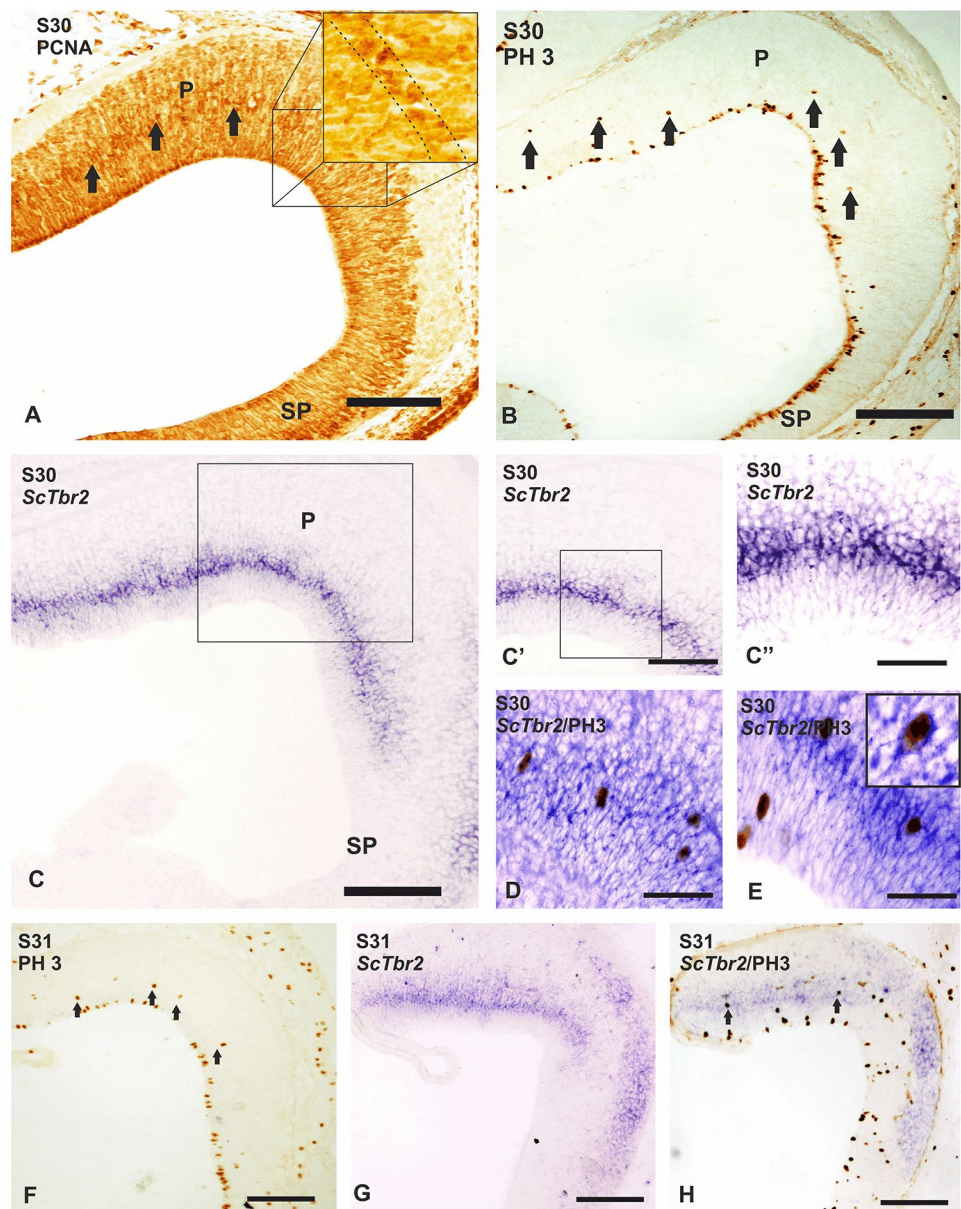 S30
PCNA
P
SP
A
S30
PH 3
P
SP
B
S30
ScTbr2
P
SP
C
S30
ScTbr2
C'
S30
ScTbr2
C"
S30
ScTbr2/PH3
D
S30
ScTbr2/PH3
E
S31
PH 3
F
S31
ScTbr2
G
S31
ScTbr2/PH3
H